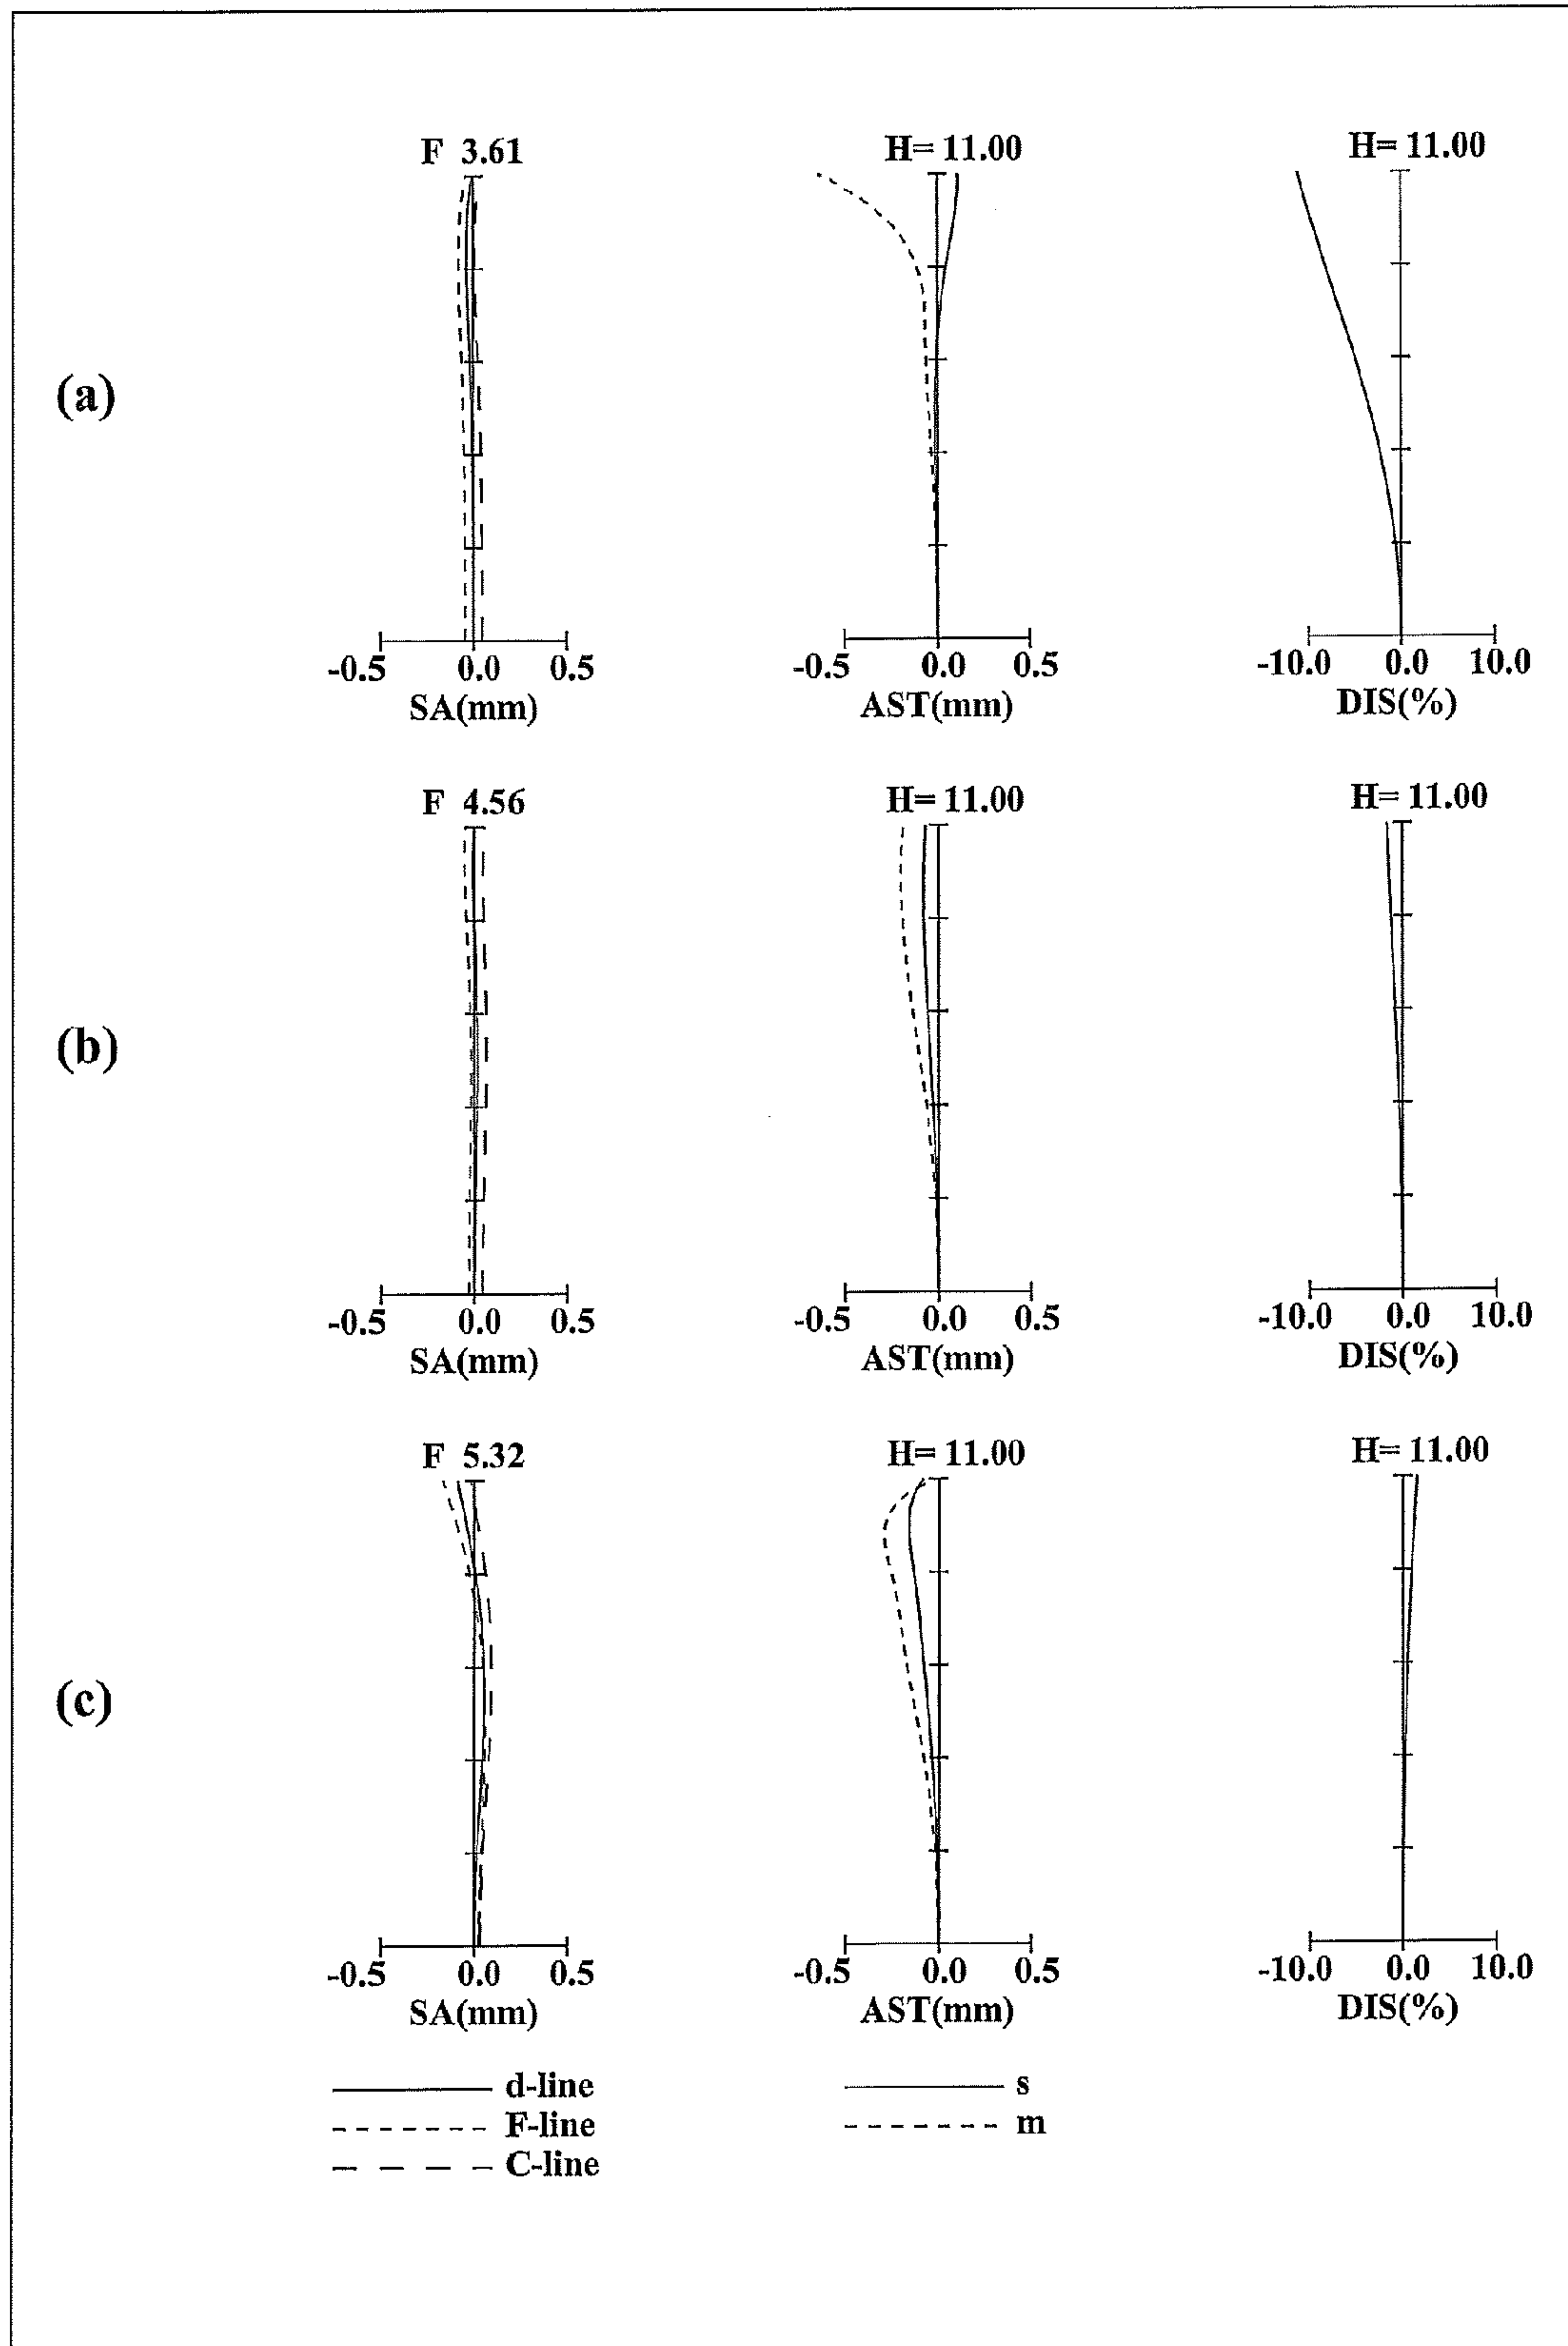 F 3.61
H= 11.00
H= 11.00
(a)
-0.5 0.0 0.5
SA(mm)
-0.5 0.0 0.5
AST(mm)
-10.0 0.0 10.0
DIS(%)
F 4.56
H= 11.00
H= 11.00
(b)
-0.5 0.0 0.5
SA(mm)
-0.5 0.0 0.5
AST(mm)
-10.0 0.0 10.0
DIS(%)
F 5.32
H= 11.00
H= 11.00
(c)
-0.5 0.0 0.5
SA(mm)
-0.5 0.0 0.5
AST(mm)
-10.0 0.0 10.0
DIS(%)
d-line
F-line
C-line
s
m